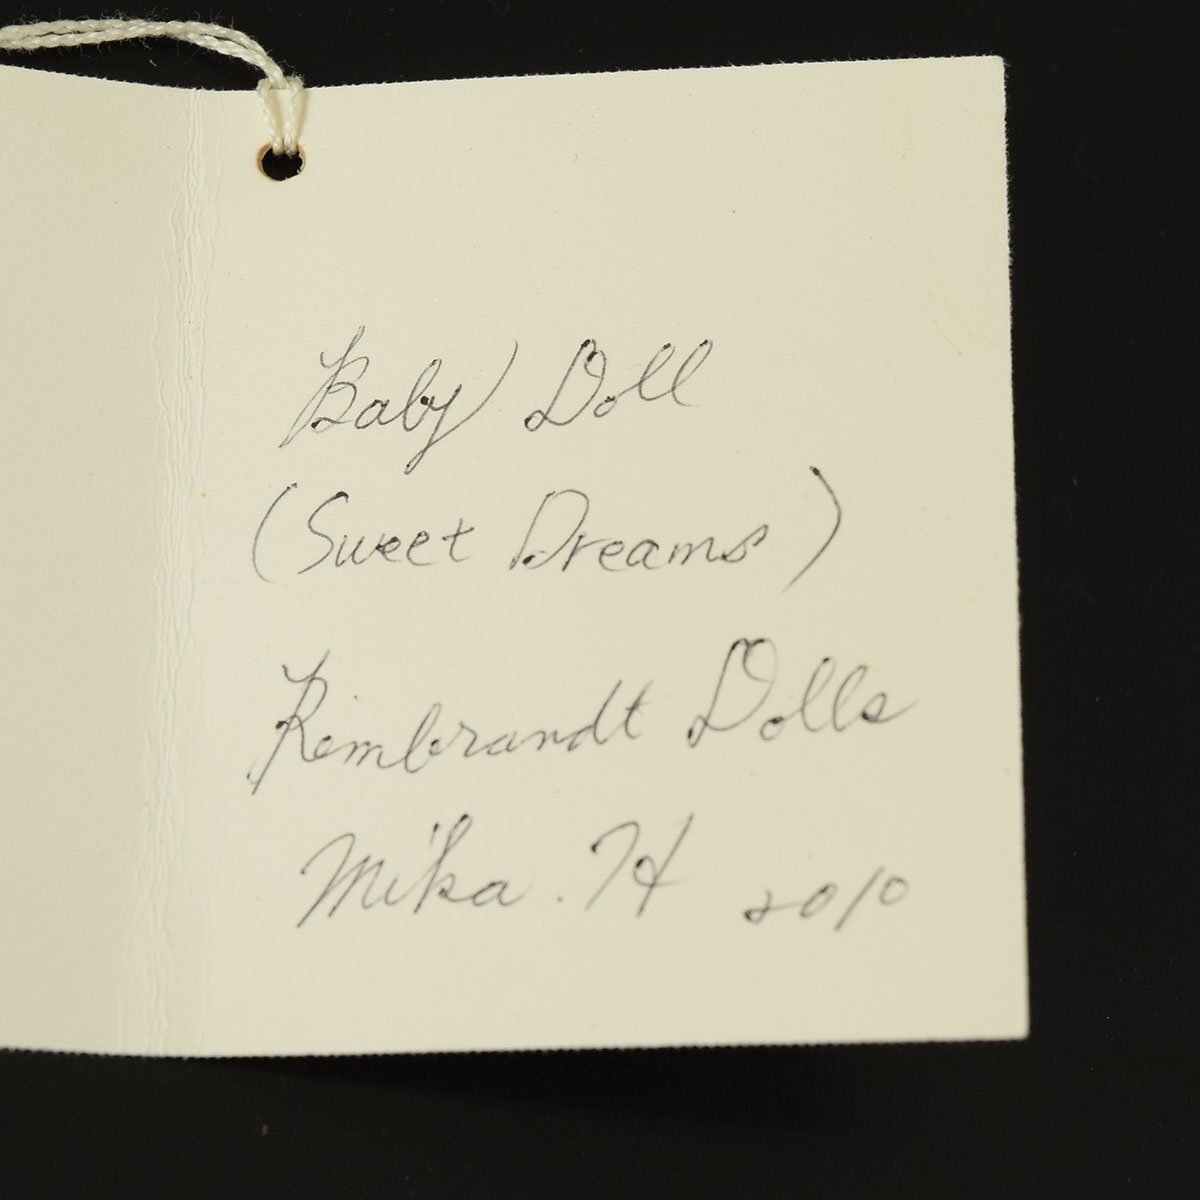 Baby Doll
(Sweet Dreams)
Rembrandt Dolls
Mika. H 2010